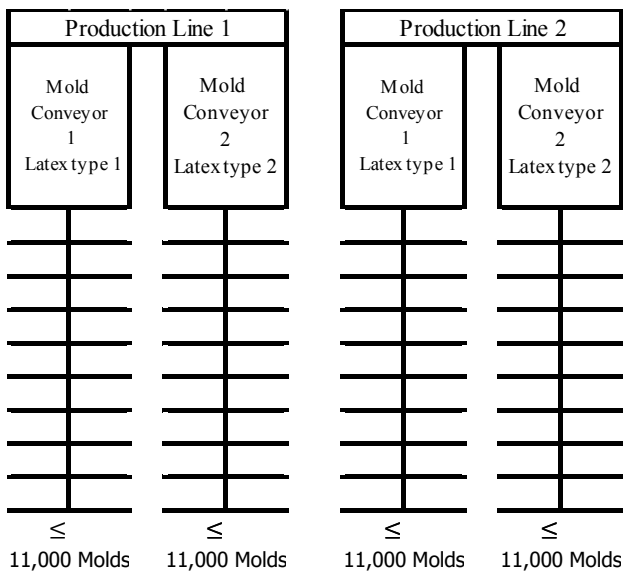 Production Line 1
Mold
Conveyor
1
Latex type 1
Mold
Conveyor
2
Latex type 2
≤
11,000 Molds
≤
11,000 Molds
Production Line 2
Mold
Conveyor
1
Latex type 1
Mold
Conveyor
2
Latex type 2
≤
11,000 Molds
≤
11,000 Molds